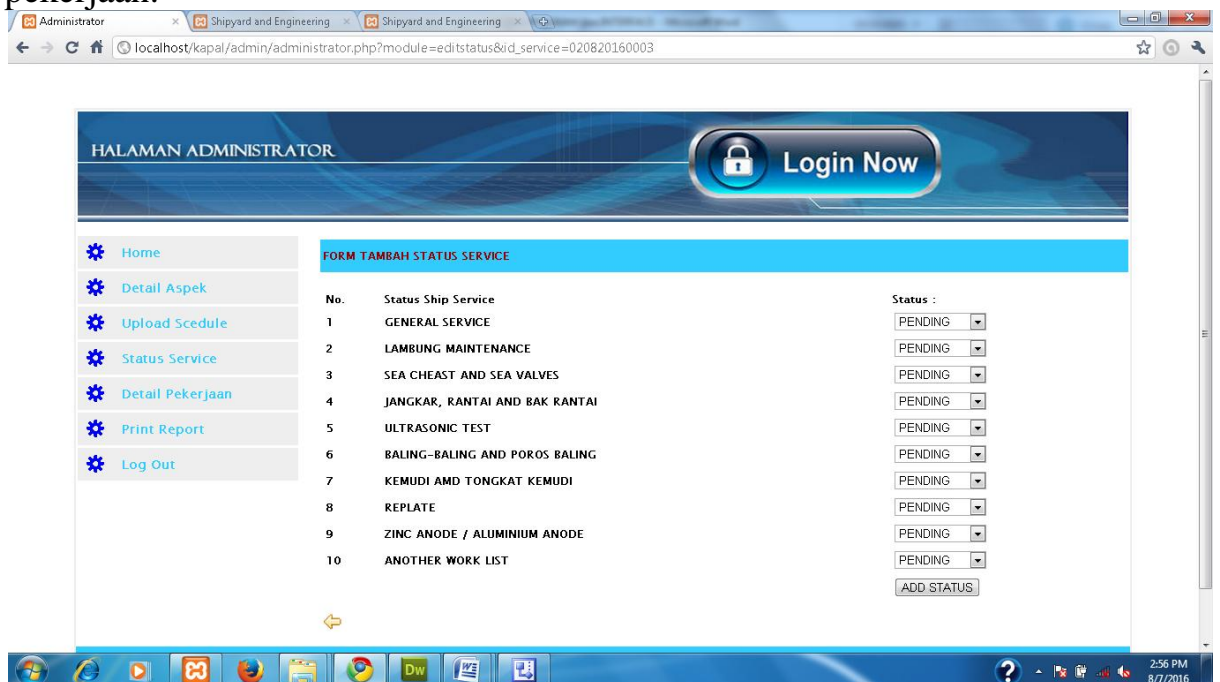 pekerjaan.
Administrator
Shipyard and Engineering
Shipyard and Engineering
localhost/kapal/admin/administrator.php?module=editstatus&id_service=020820160003
HALAMAN ADMINISTRATOR
Login Now
Home
Detail Aspek
Upload Scedule
Status Service
Detail Pekerjaan
Print Report
Log Out
FORM TAMBAH STATUS SERVICE
No. Status Ship Service Status :
1 GENERAL SERVICE PENDING
2 LAMBUNG MAINTENANCE PENDING
3 SEA CHEAST AND SEA VALVES PENDING
4 JANGKAR, RANTAI AND BAK RANTAI PENDING
5 ULTRASONIC TEST PENDING
6 BALING-BALING AND POROS BALING PENDING
7 KEMUDI AMD TONGKAT KEMUDI PENDING
8 REPLATE PENDING
9 ZINC ANODE / ALUMINIUM ANODE PENDING
10 ANOTHER WORK LIST PENDING
ADD STATUS
Dw
2:56 PM
8/7/2016